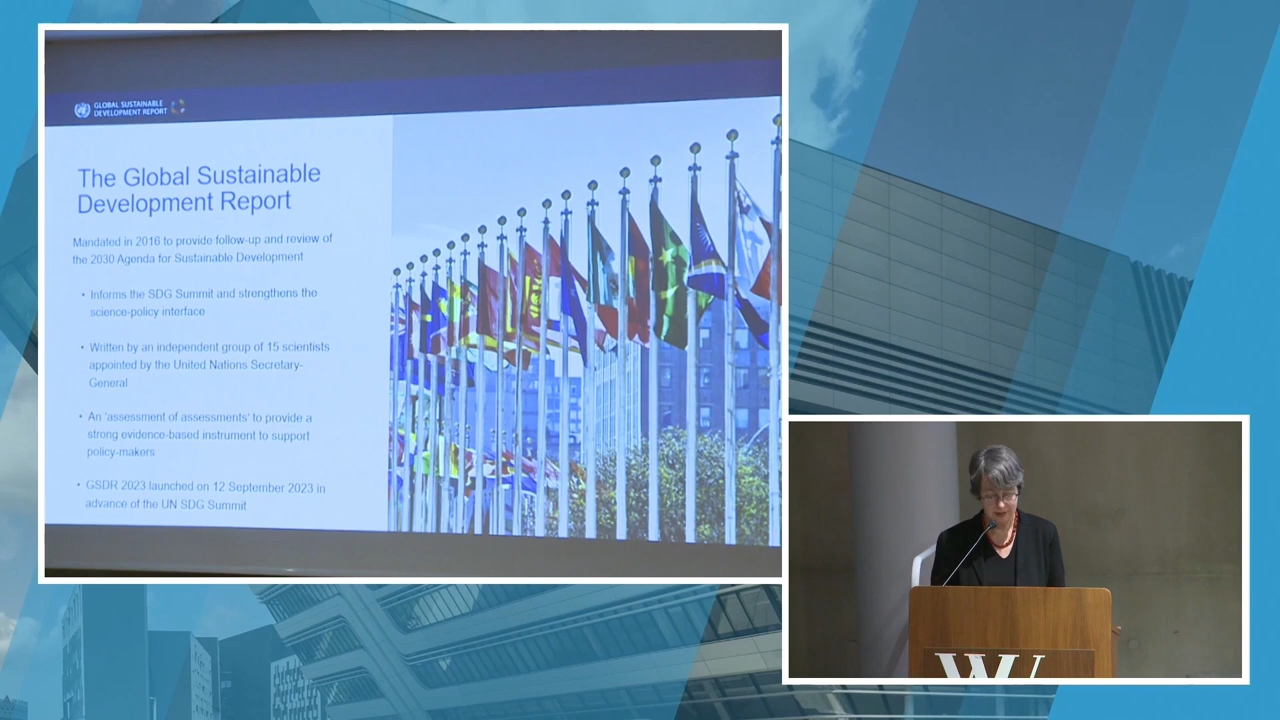 GLOBAL SUSTAINABLE
DEVELOPMENT REPORT
The Global Sustainable
Development Report
Mandated in 2016 to provide follow-up and review of
the 2030 Agenda for Sustainable Development
• Informs the SDG Summit and strengthens the
science-policy interface
• Written by an independent group of 15 scientists
appointed by the United Nations Secretary-
General
• An 'assessment of assessments' to provide a
strong evidence-based instrument to support
policy-makers
• GSDR 2023 launched on 12 September 2023 in
advance of the UN SDG Summit
W